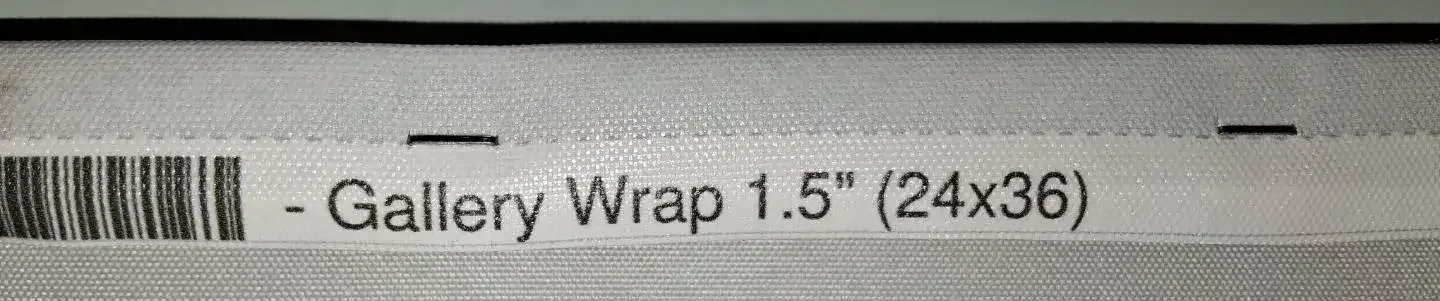 - Gallery Wrap 1.5" (24x36)